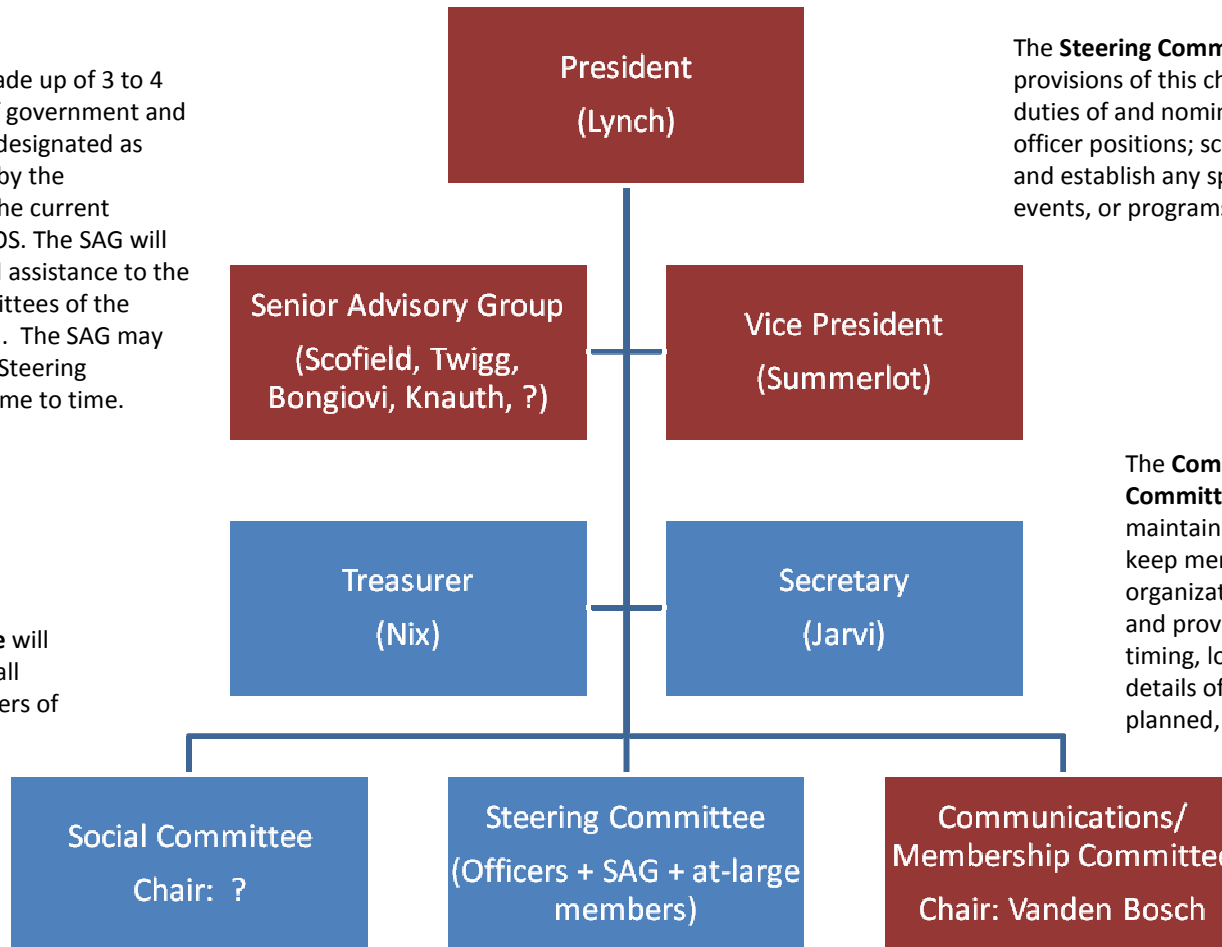 President
(Lynch)
ade up of 3 to 4
government and
designated as
by the
he current
OS. The SAG will
assistance to the
ittees of the
. The SAG may
Steering
me to time.
The Steering Comm
provisions of this ch
duties of and nomin
officer positions; sc
and establish any sp
events, or programs
Senior Advisory Group
(Scofield, Twigg,
Bongiovi, Knauth, ?)
Vice President
(Summerlot)
e will
all
ers of
Treasurer
(Nix)
Secretary
(Jarvi)
The Com
Committ
maintain
keep mem
organizat
and prov
timing, lo
details of
planned,
Social Committee
Chair: ?
Steering Committee
(Officers + SAG + at-large
members)
Communications/
Membership Committee
Chair: Vanden Bosch